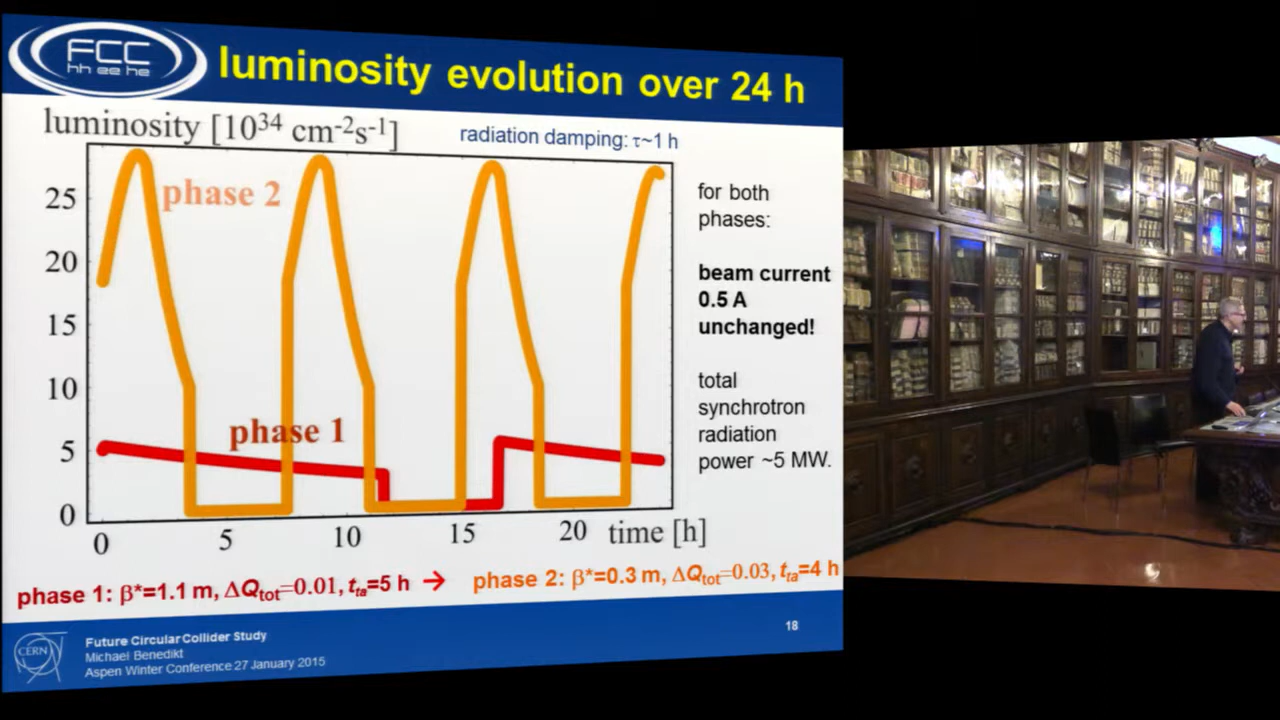 FCC
hh ee he
luminosity evolution over 24 h
luminosity [10³⁴ cm⁻²s⁻¹]
radiation damping: τ~1 h
25
20
15
10
5
0
phase 2
phase 1
0
5
10
15
20
time [h]
for both
phases:
beam current
0.5 A
unchanged!
total
synchrotron
radiation
power ~5 MW.
phase 1: β*=1.1 m, ΔQtot=0.01, tta=5 h → phase 2: β*=0.3 m, ΔQtot=0.03, tta=4 h
CERN
Future Circular Collider Study
Michael Benedikt
Aspen Winter Conference 27 January 2015
18